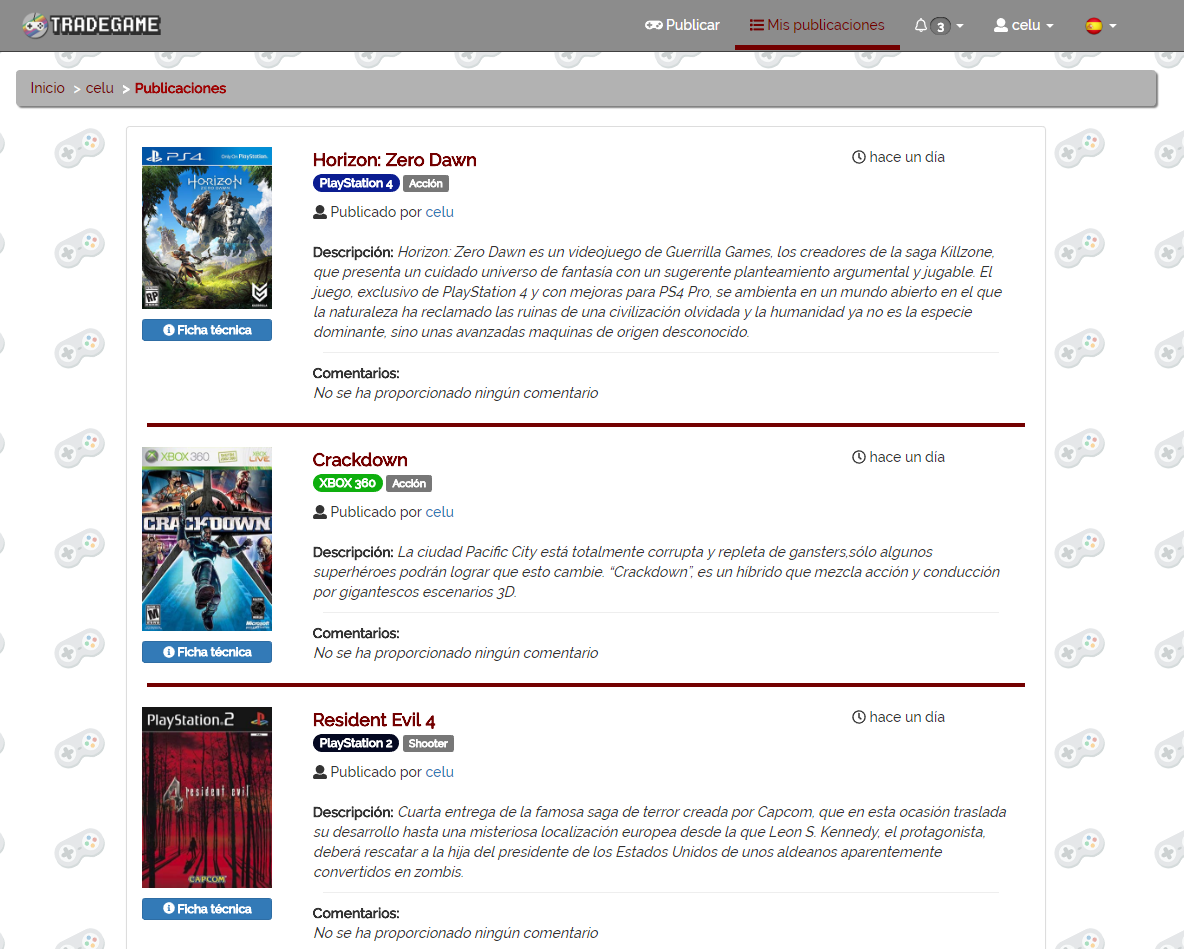 TRADEGAME
Publicar
Mis publicaciones
3
celu
Inicio > celu > Publicaciones
PS4
Only On PlayStation.
HORIZON
ZERO DAWN
RP
GUERRILLA
Ficha técnica
Horizon: Zero Dawn
hace un día
PlayStation 4 Acción
Publicado por celu
Descripción: Horizon: Zero Dawn es un videojuego de Guerrilla Games, los creadores de la saga Killzone,
que presenta un cuidado universo de fantasía con un sugerente planteamiento argumental y jugable. El
juego, exclusivo de PlayStation 4 y con mejoras para PS4 Pro, se ambienta en un mundo abierto en el que
la naturaleza ha reclamado las ruinas de una civilización olvidada y la humanidad ya no es la especie
dominante, sino unas avanzadas maquinas de origen desconocido.
Comentarios:
No se ha proporcionado ningún comentario
XBOX 360
XBOX
LIVE
CRACKDOWN
M
Microsoft
Ficha técnica
Crackdown
hace un día
XBOX 360 Acción
Publicado por celu
Descripción: La ciudad Pacific City está totalmente corrupta y repleta de gansters,sólo algunos
superhéroes podrán lograr que esto cambie. “Crackdown”, es un híbrido que mezcla acción y conducción
por gigantescos escenarios 3D.
Comentarios:
No se ha proporcionado ningún comentario
PlayStation.2
resident evil
4
CAPCOM
Ficha técnica
Resident Evil 4
hace un día
PlayStation 2 Shooter
Publicado por celu
Descripción: Cuarta entrega de la famosa saga de terror creada por Capcom, que en esta ocasión traslada
su desarrollo hasta una misteriosa localización europea desde la que Leon S. Kennedy, el protagonista,
deberá rescatar a la hija del presidente de los Estados Unidos de unos aldeanos aparentemente
convertidos en zombis.
Comentarios:
No se ha proporcionado ningún comentario